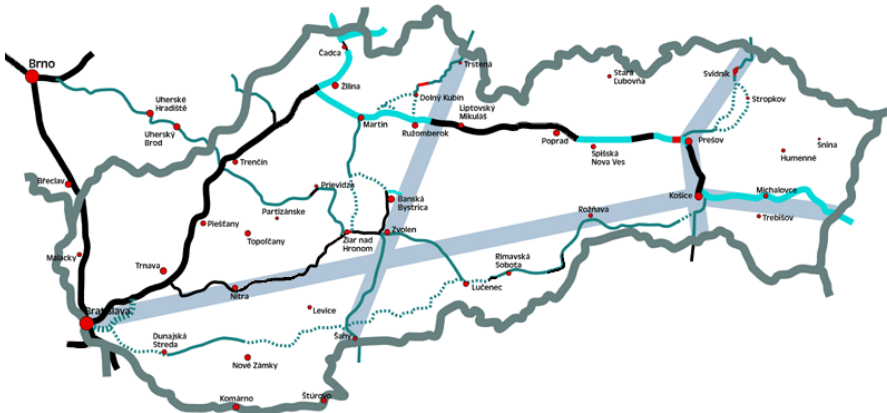 Brno
Čadca
Trstená
Stará
Ľubovňa
Svidník
Stropkov
Uherské
Hradiště
Žilina
Dolný Kubín
Liptovský
Mikuláš
Uherský
Brod
Martin
Ružomberok
Poprad
Spišská
Nova Ves
Prešov
Snina
Humenné
Trenčín
Břeclav
Prievidza
Banská
Bystrica
Košice
Michalovce
Partizánske
Rožňava
Trebišov
Piešťany
Topoľčany
Žiar nad
Hronom
Zvolen
Malacky
Trnava
Rimavská
Sobota
Lučenec
Nitra
Levice
Bratislava
Dunajská
Streda
Šahy
Nové Zámky
Komárno
Štúrovo